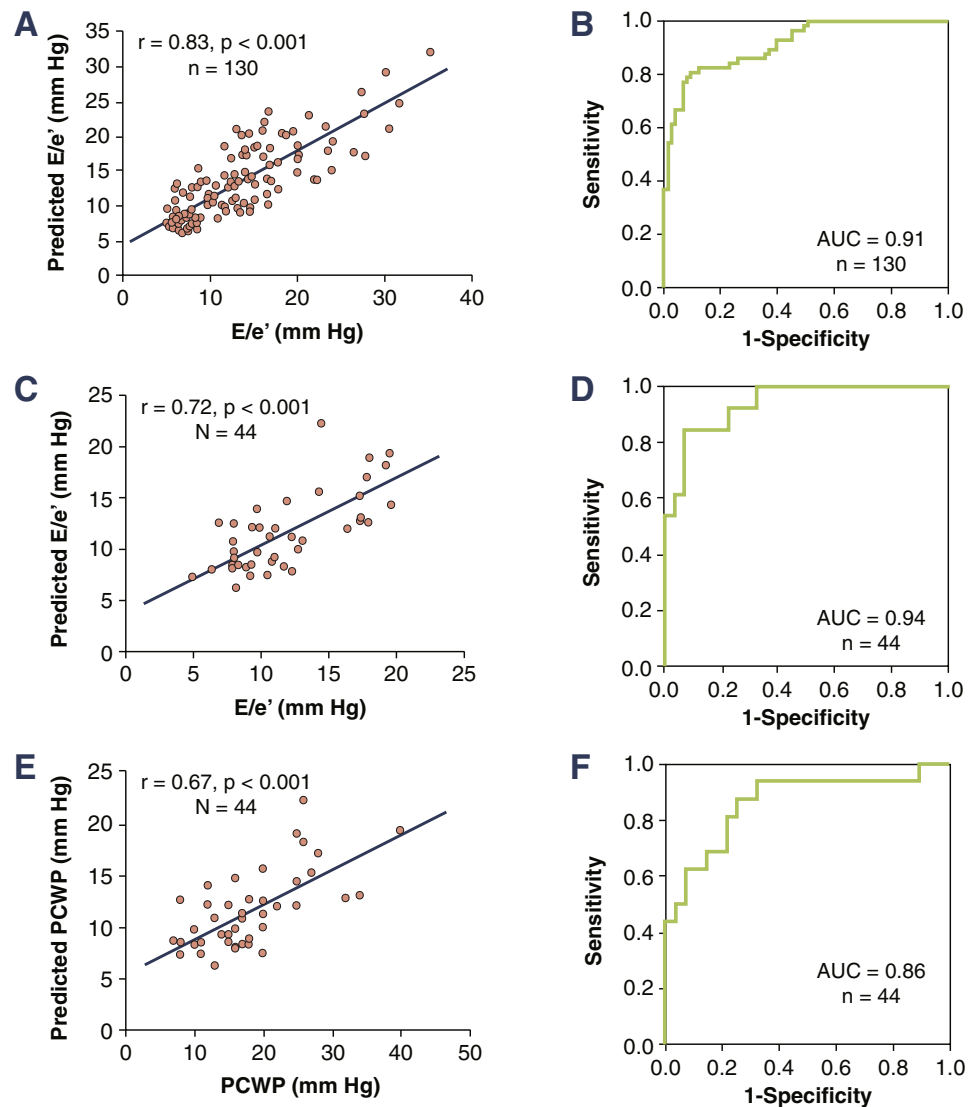 A
r = 0.83, p < 0.001
n = 130
Predicted E/e' (mm Hg)
35
30
25
20
15
10
5
0
0 10 20 30 40
E/e' (mm Hg)
B
Sensitivity
1.0
0.8
0.6
0.4
0.2
0.0
AUC = 0.91
n = 130
0.0 0.2 0.4 0.6 0.8 1.0
1-Specificity
C
r = 0.72, p < 0.001
N = 44
Predicted E/e' (mm Hg)
25
20
15
10
5
0
0 5 10 15 20 25
E/e' (mm Hg)
D
Sensitivity
1.0
0.8
0.6
0.4
0.2
0.0
AUC = 0.94
n = 44
0.0 0.2 0.4 0.6 0.8 1.0
1-Specificity
E
r = 0.67, p < 0.001
N = 44
Predicted PCWP (mm Hg)
25
20
15
10
5
0
0 10 20 30 40 50
PCWP (mm Hg)
F
Sensitivity
1.0
0.8
0.6
0.4
0.2
0.0
AUC = 0.86
n = 44
0.0 0.2 0.4 0.6 0.8 1.0
1-Specificity